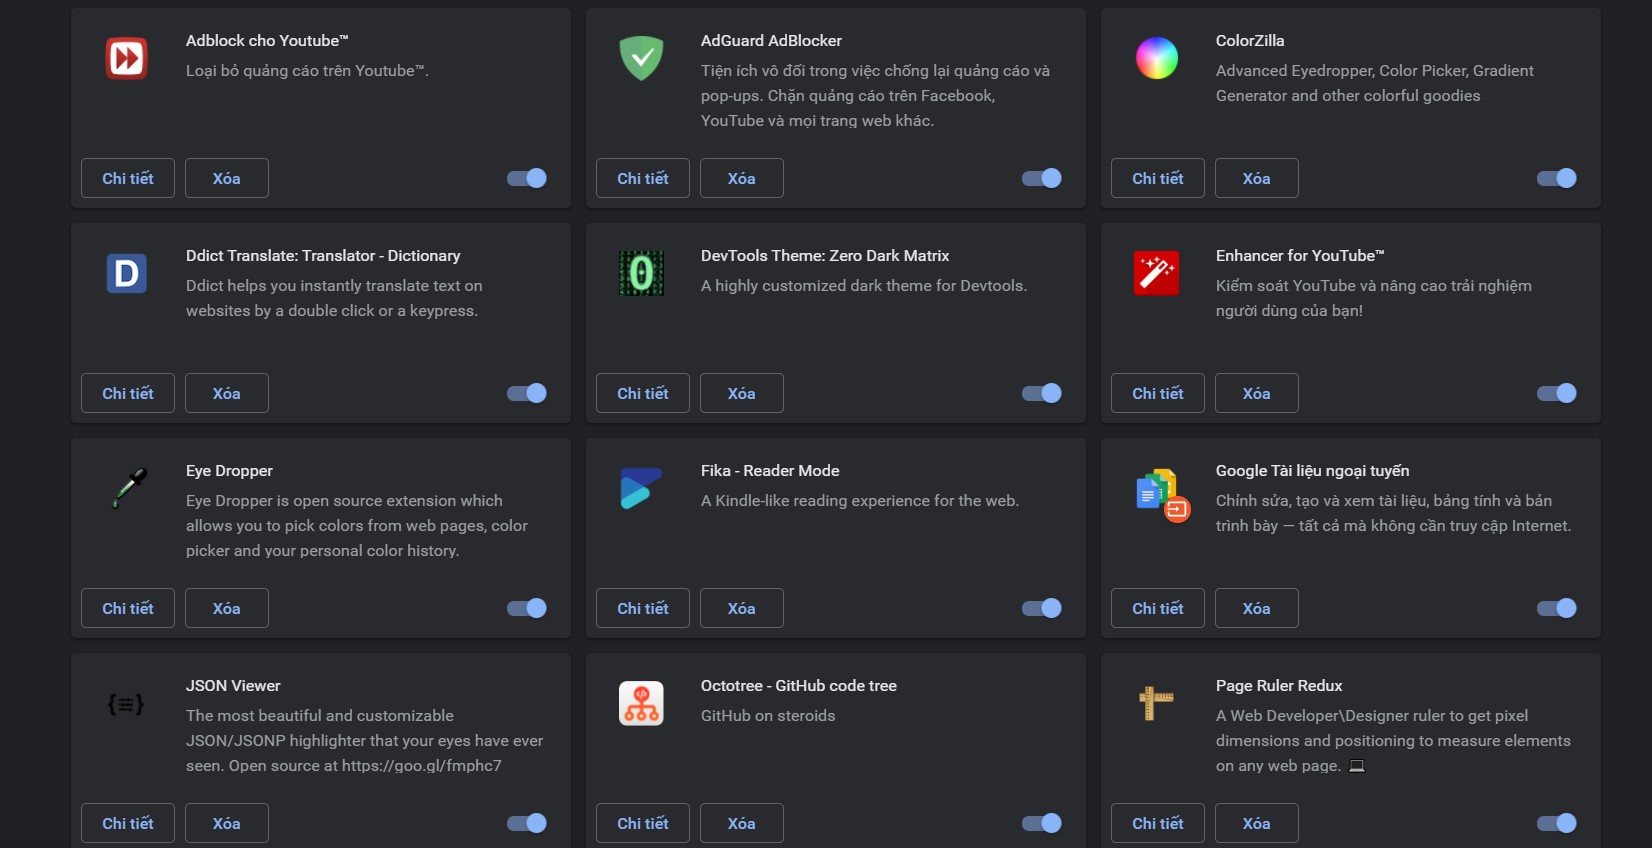 Adblock cho Youtube™
Loại bỏ quảng cáo trên Youtube™.
Chi tiết
Xóa
AdGuard AdBlocker
Tiện ích vô đối trong việc chống lại quảng cáo và
pop-ups. Chặn quảng cáo trên Facebook,
YouTube và mọi trang web khác.
Chi tiết
Xóa
ColorZilla
Advanced Eyedropper, Color Picker, Gradient
Generator and other colorful goodies
Chi tiết
Xóa
D
Ddict Translate: Translator - Dictionary
Ddict helps you instantly translate text on
websites by a double click or a keypress.
Chi tiết
Xóa
0
DevTools Theme: Zero Dark Matrix
A highly customized dark theme for Devtools.
Chi tiết
Xóa
Enhancer for YouTube™
Kiểm soát YouTube và nâng cao trải nghiệm
người dùng của bạn!
Chi tiết
Xóa
Eye Dropper
Eye Dropper is open source extension which
allows you to pick colors from web pages, color
picker and your personal color history.
Chi tiết
Xóa
Fika - Reader Mode
A Kindle-like reading experience for the web.
Chi tiết
Xóa
Google Tài liệu ngoại tuyến
Chỉnh sửa, tạo và xem tài liệu, bảng tính và bản
trình bày — tất cả mà không cần truy cập Internet.
Chi tiết
Xóa
JSON Viewer
The most beautiful and customizable
JSON/JSONP highlighter that your eyes have ever
seen. Open source at https://goo.gl/fmphc7
Chi tiết
Xóa
Octotree - GitHub code tree
GitHub on steroids
Chi tiết
Xóa
Page Ruler Redux
A Web Developer\Designer ruler to get pixel
dimensions and positioning to measure elements
on any web page. 💻
Chi tiết
Xóa